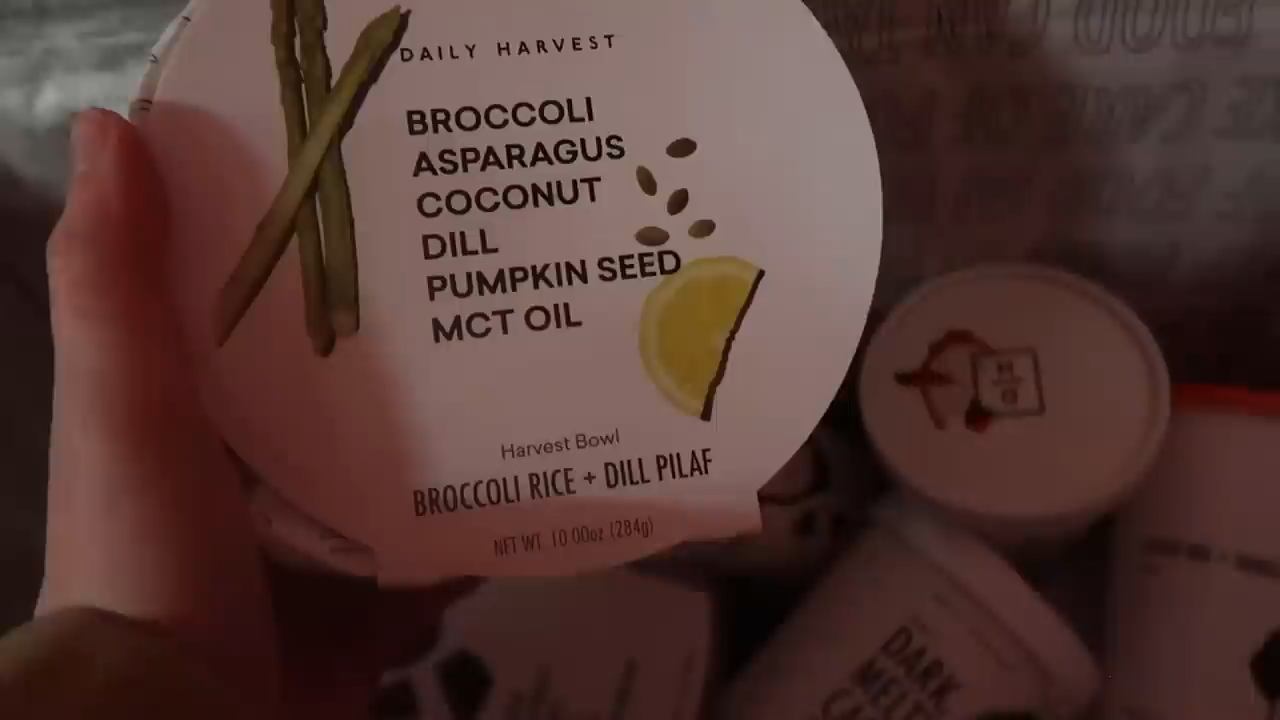 DAILY HARVEST
BROCCOLI
ASPARAGUS
COCONUT
DILL
PUMPKIN SEED
MCT OIL
Harvest Bowl
BROCCOLI RICE + DILL PILAF
NET WT. 10.00oz (284g)
H
D
DARK